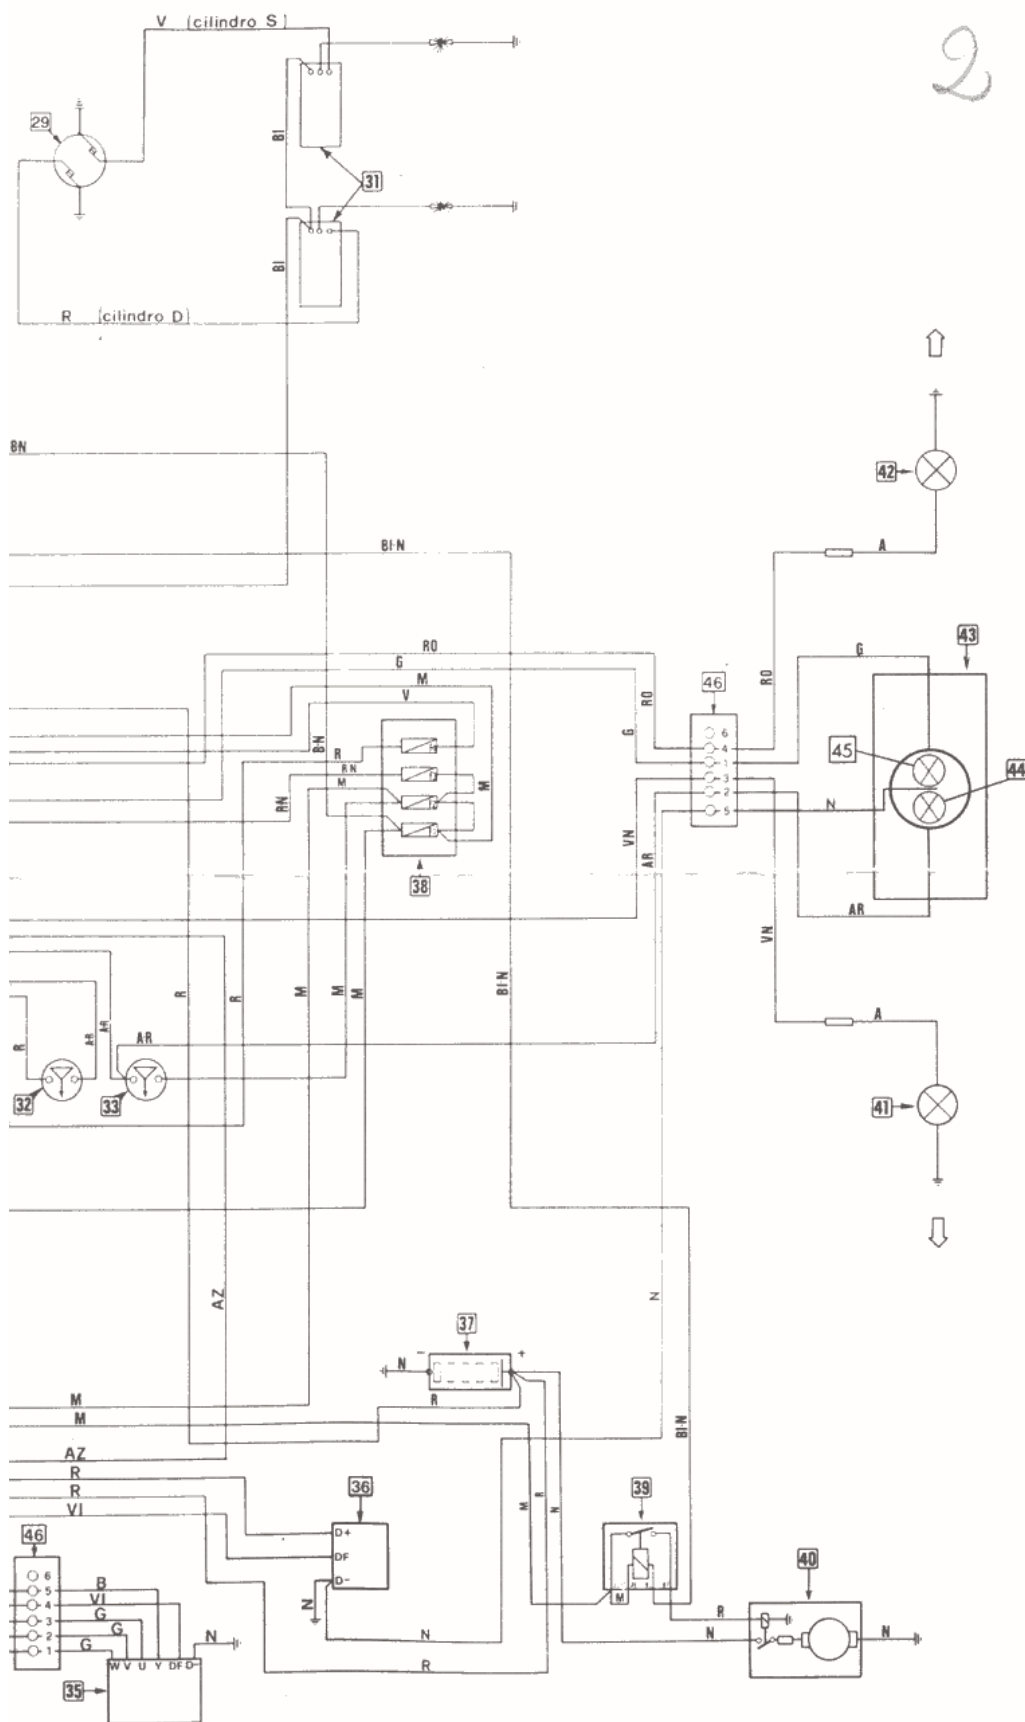 V (cilindro S)
2
29
BI
31
BI
R (cilindro D)
BN
42
BI-N
A
RO
G
M
V
43
G
46
RO
RO
G
B-N
R
RN
M
RN
M
6
4
1
3
2
5
45
44
N
VN
AR
38
AR
VN
R
R
M
M
M
BI-N
A
R
A-R
A-R
AR
32
33
41
AZ
N
37
- +
N
R
M
M
AZ
R
R
VI
BI-N
36
D+
DF
D-
N
M
R
N
39
M
40
R
N
N
46
6
5
4
3
2
1
B
VI
G
G
G
N
N
R
W V U Y DF D-
35